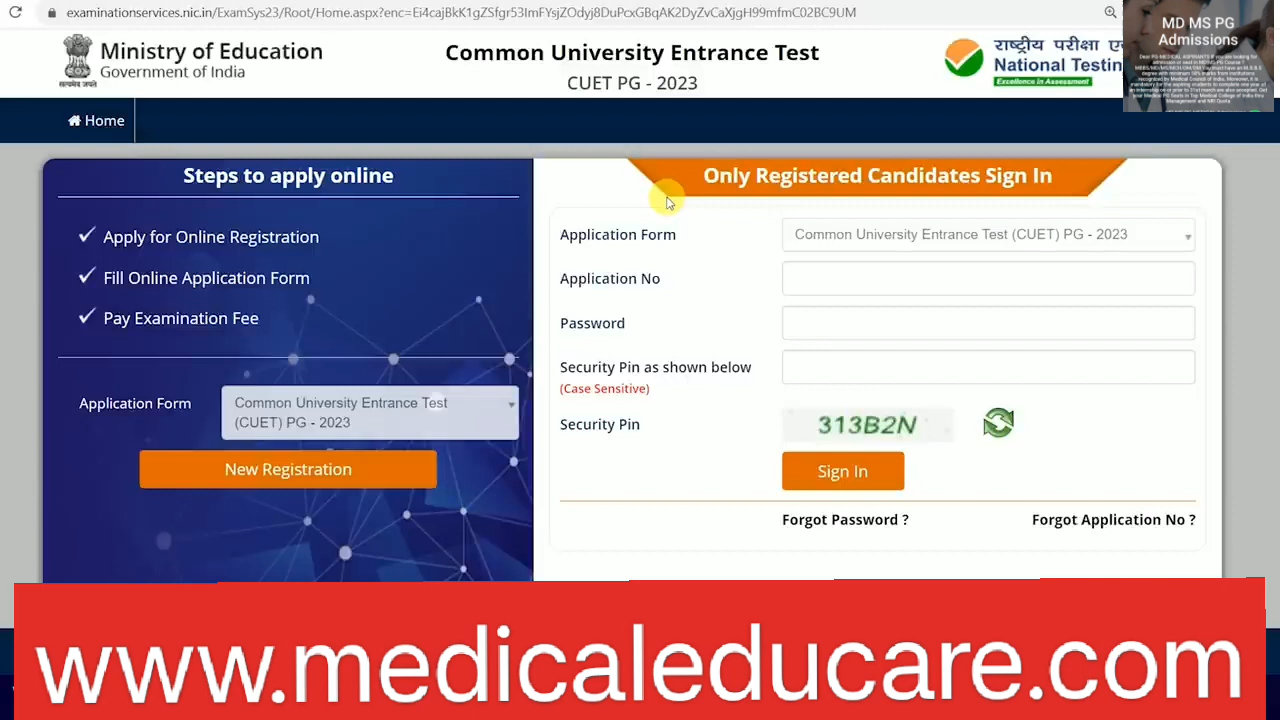 examinationservices.nic.in/ExamSys23/Root/Home.aspx?enc=Ei4cajBkK1gZSfgr53ImFYsjZOdyj8DuPcxGBqAK2DyZvCaXjgH99mfmC02BC9UM
MD MS PG
Admissions
Ministry of Education
Government of India
सत्यमेव जयते
Common University Entrance Test
CUET PG - 2023
राष्ट्रीय परीक्षा
National Testin
Excellence in Assessment
Home
Steps to apply online
Apply for Online Registration
Fill Online Application Form
Pay Examination Fee
Application Form
Common University Entrance Test
(CUET) PG - 2023
New Registration
Only Registered Candidates Sign In
Application Form
Common University Entrance Test (CUET) PG - 2023
Application No
Password
Security Pin as shown below
(Case Sensitive)
Security Pin
313B2N
Sign In
Forgot Password ?
Forgot Application No ?
www.medicaleducare.com